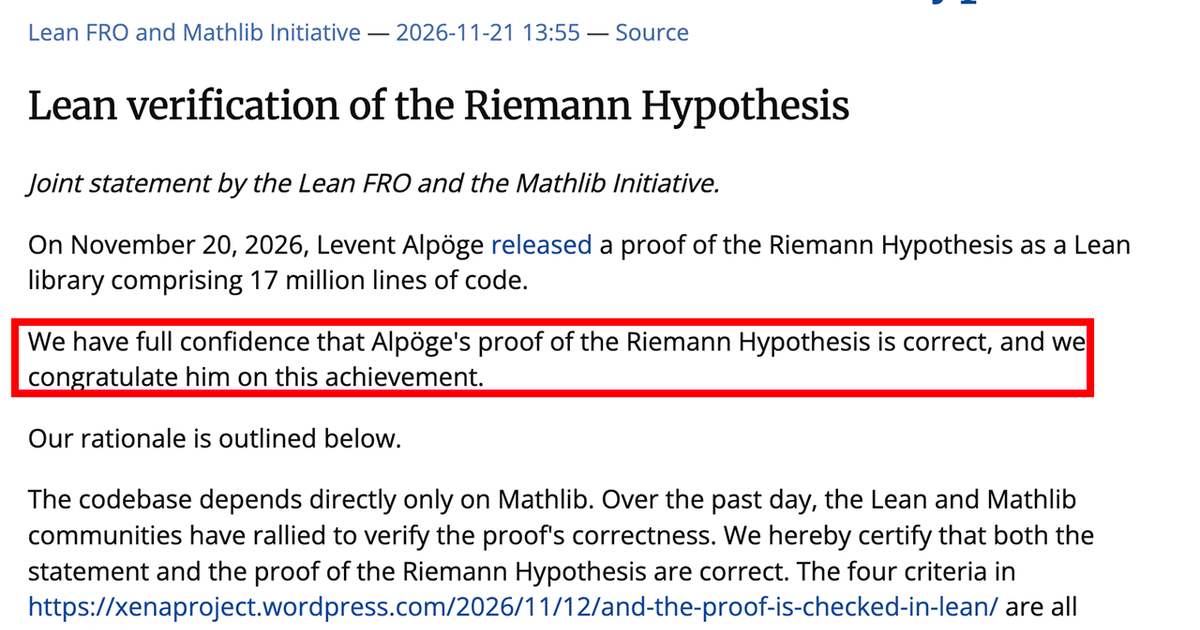 Lean FRO and Mathlib Initiative — 2026-11-21 13:55 — Source
Lean verification of the Riemann Hypothesis
Joint statement by the Lean FRO and the Mathlib Initiative.
On November 20, 2026, Levent Alpöge released a proof of the Riemann Hypothesis as a Lean
library comprising 17 million lines of code.
We have full confidence that Alpöge's proof of the Riemann Hypothesis is correct, and we
congratulate him on this achievement.
Our rationale is outlined below.
The codebase depends directly only on Mathlib. Over the past day, the Lean and Mathlib
communities have rallied to verify the proof's correctness. We hereby certify that both the
statement and the proof of the Riemann Hypothesis are correct. The four criteria in
https://xenaproject.wordpress.com/2026/11/12/and-the-proof-is-checked-in-lean/ are all